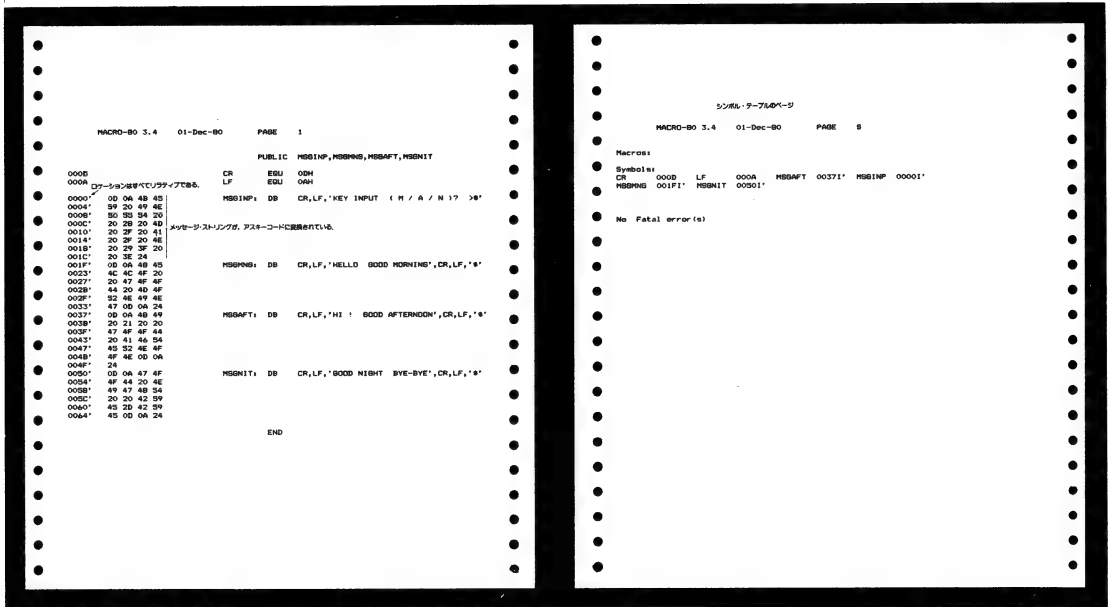 MACRO-80 3.4 01-Dec-80 PAGE 1
PUBLIC MSGINP,MSGMNG,MSGAFT,MSGNIT
000D CR EQU 0DH
000A LF EQU 0AH
ロケーションはすべてリラティブである。
0000' 0D 0A 4B 45 MSGINP: DB CR,LF,'KEY INPUT ( M / A / N )? >$'
0004' 59 20 49 4E
0008' 50 55 54 20
000C' 20 28 20 4D
0010' 20 2F 20 41 メッセージ・ストリングが，アスキーコードに変換されている。
0014' 20 2F 20 4E
0018' 20 29 3F 20
001C' 20 3E 24
001F' 0D 0A 48 45 MSGMNG: DB CR,LF,'HELLO GOOD MORNING',CR,LF,'$'
0023' 4C 4C 4F 20
0027' 20 47 4F 4F
002B' 44 20 4D 4F
002F' 52 4E 49 4E
0033' 47 0D 0A 24
0037' 0D 0A 48 49 MSGAFT: DB CR,LF,'HI ! GOOD AFTERNOON',CR,LF,'$'
003B' 20 21 20 20
003F' 47 4F 4F 44
0043' 20 41 46 54
0047' 45 52 4E 4F
004B' 4F 4E 0D 0A
004F' 24
0050' 0D 0A 47 4F MSGNIT: DB CR,LF,'GOOD NIGHT BYE-BYE',CR,LF,'$'
0054' 4F 44 20 4E
0058' 49 47 48 54
005C' 20 20 42 59
0060' 45 2D 42 59
0064' 45 0D 0A 24
END
シンボル・テーブルのページ
MACRO-80 3.4 01-Dec-80 PAGE S
Macros:
Symbols:
CR 000D LF 000A MSGAFT 0037I' MSGINP 0000I'
MSGMNG 001FI' MSGNIT 0050I'
No Fatal error(s)